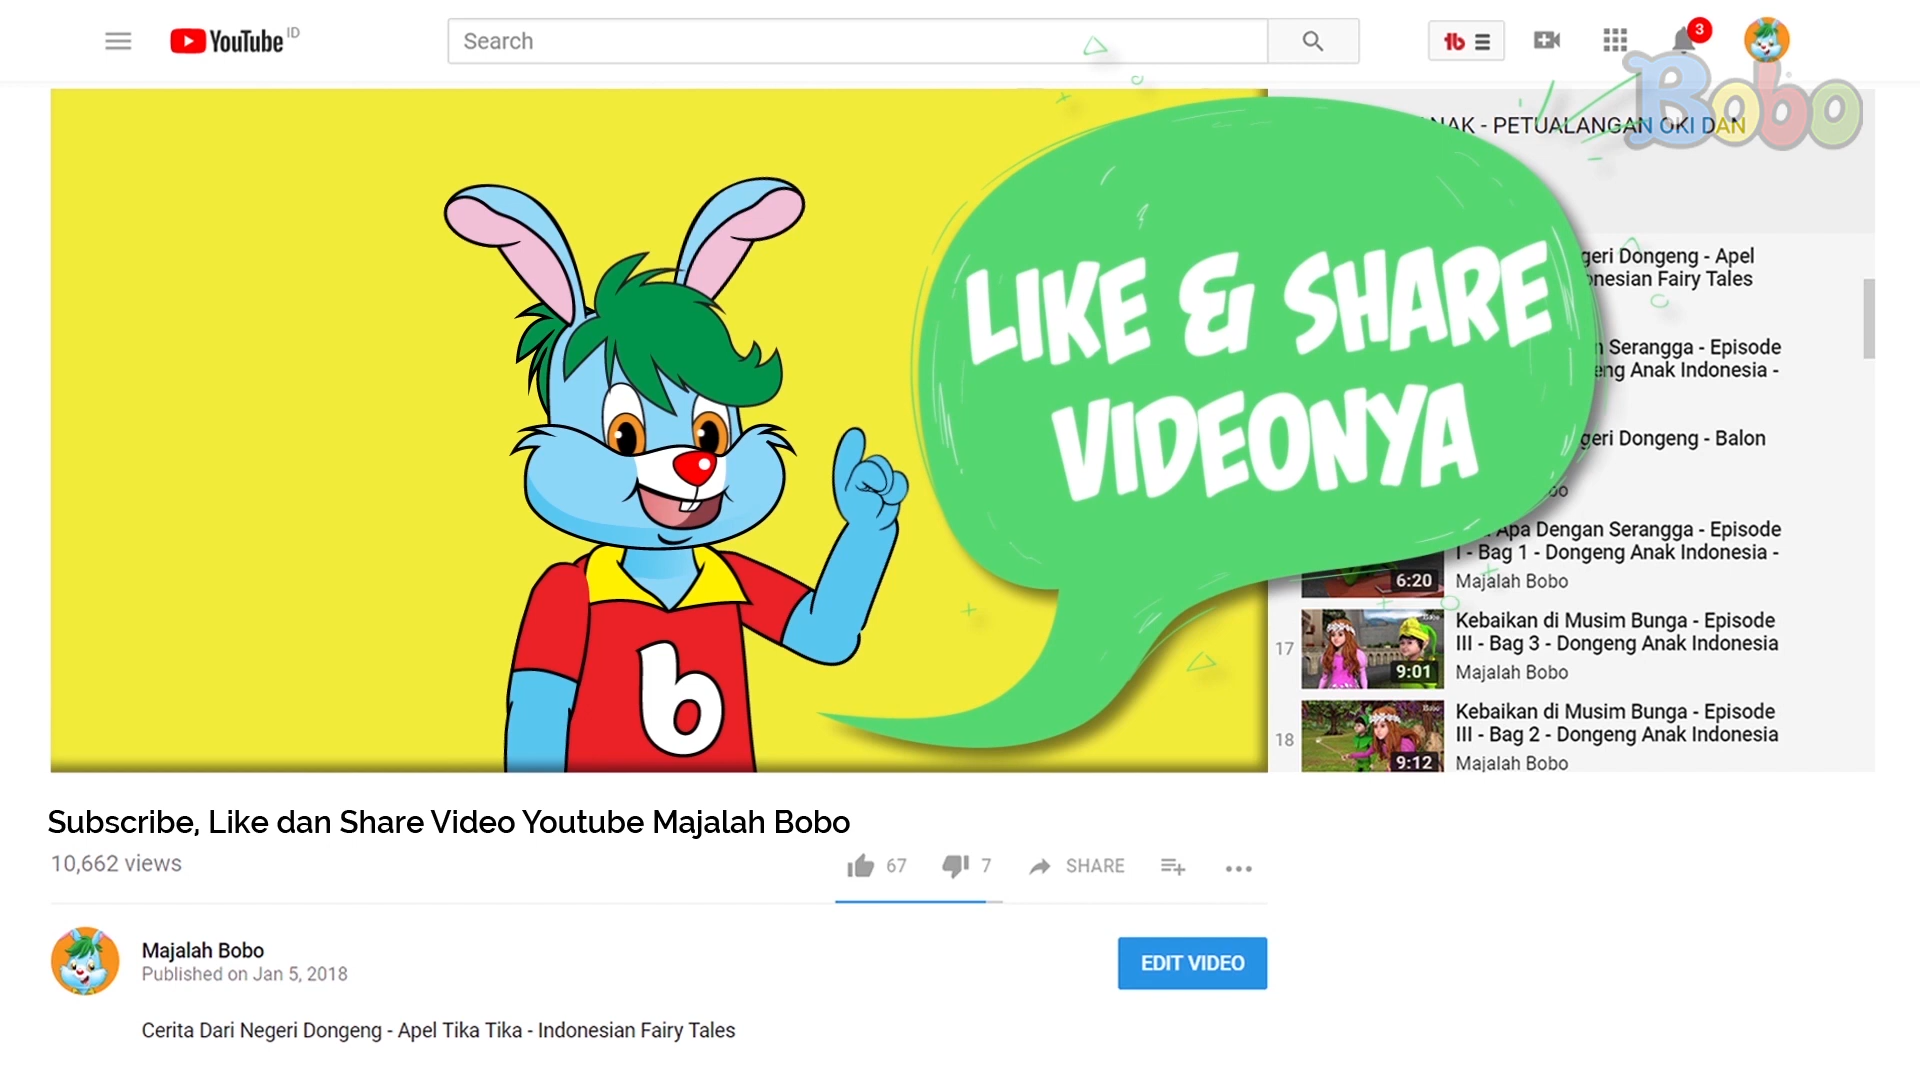 YouTube ID
Search
3
Bobo
NAK - PETUALANGAN OKI DAN
LIKE & SHARE
VIDEONYA
b
geri Dongeng - Apel
onesian Fairy Tales
n Serangga - Episode
eng Anak Indonesia -
geri Dongeng - Balon
bo
Apa Dengan Serangga - Episode
I - Bag 1 - Dongeng Anak Indonesia -
6:20
Majalah Bobo
17
Kebaikan di Musim Bunga - Episode
III - Bag 3 - Dongeng Anak Indonesia
9:01
Majalah Bobo
18
Kebaikan di Musim Bunga - Episode
III - Bag 2 - Dongeng Anak Indonesia
9:12
Majalah Bobo
Subscribe, Like dan Share Video Youtube Majalah Bobo
10,662 views
67 7 SHARE
Majalah Bobo
Published on Jan 5, 2018
EDIT VIDEO
Cerita Dari Negeri Dongeng - Apel Tika Tika - Indonesian Fairy Tales